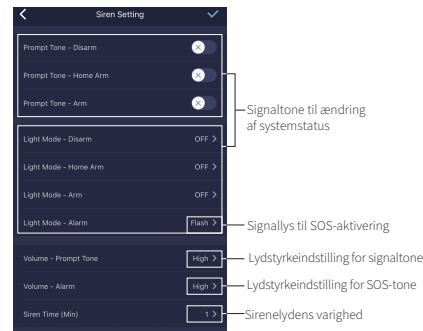 Siren Setting
Prompt Tone - Disarm
Prompt Tone - Home Arm
Prompt Tone - Arm
Signaltone til ændring
af systemstatus
Light Mode - Disarm OFF >
Light Mode - Home Arm OFF >
Light Mode - Arm OFF >
Light Mode - Alarm Flash >
Signallys til SOS-aktivering
Volume - Prompt Tone High >
Lydstyrkeindstilling for signaltone
Volume - Alarm High >
Lydstyrkeindstilling for SOS-tone
Siren Time (Min) 1 >
Sirenelydens varighed